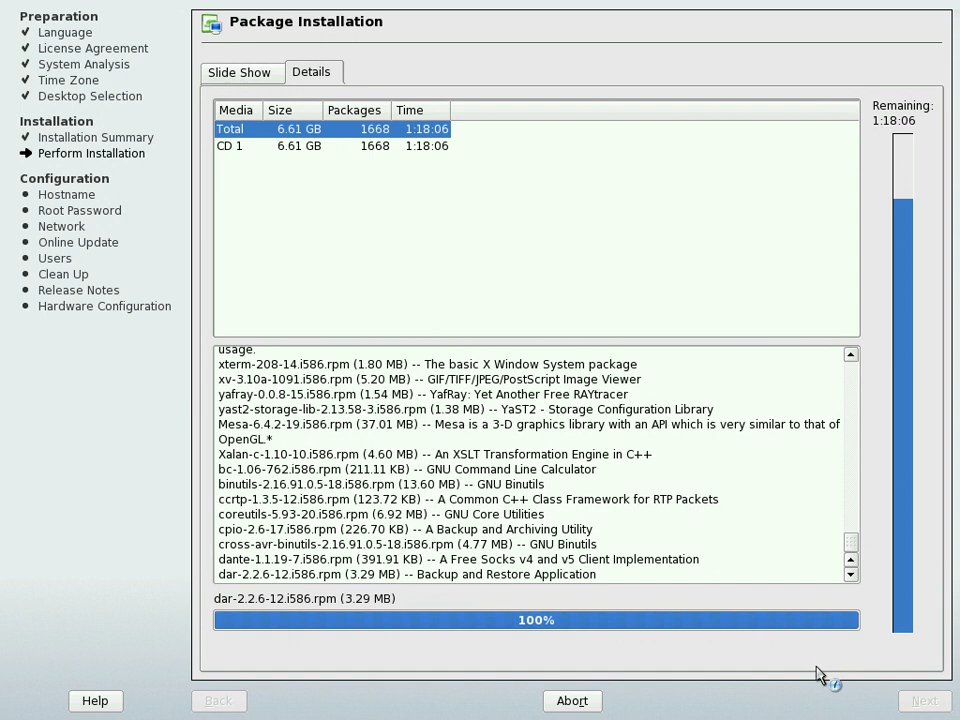 Preparation
Language
License Agreement
System Analysis
Time Zone
Desktop Selection
Installation
Installation Summary
Perform Installation
Configuration
Hostname
Root Password
Network
Online Update
Users
Clean Up
Release Notes
Hardware Configuration
Package Installation
Slide Show
Details
Media Size Packages Time
Total 6.61 GB 1668 1:18:06
CD 1 6.61 GB 1668 1:18:06
Remaining:
1:18:06
usage.
xterm-208-14.i586.rpm (1.80 MB) -- The basic X Window System package
xv-3.10a-1091.i586.rpm (5.20 MB) -- GIF/TIFF/JPEG/PostScript Image Viewer
yafray-0.0.8-15.i586.rpm (1.54 MB) -- YafRay: Yet Another Free RAYtracer
yast2-storage-lib-2.13.58-3.i586.rpm (1.38 MB) -- YaST2 - Storage Configuration Library
Mesa-6.4.2-19.i586.rpm (37.01 MB) -- Mesa is a 3-D graphics library with an API which is very similar to that of
OpenGL.*
Xalan-c-1.10-10.i586.rpm (4.60 MB) -- An XSLT Transformation Engine in C++
bc-1.06-762.i586.rpm (211.11 KB) -- GNU Command Line Calculator
binutils-2.16.91.0.5-18.i586.rpm (13.60 MB) -- GNU Binutils
ccrtp-1.3.5-12.i586.rpm (123.72 KB) -- A Common C++ Class Framework for RTP Packets
coreutils-5.93-20.i586.rpm (6.92 MB) -- GNU Core Utilities
cpio-2.6-17.i586.rpm (226.70 KB) -- A Backup and Archiving Utility
cross-avr-binutils-2.16.91.0.5-18.i586.rpm (4.77 MB) -- GNU Binutils
dante-1.1.19-7.i586.rpm (391.91 KB) -- A Free Socks v4 and v5 Client Implementation
dar-2.2.6-12.i586.rpm (3.29 MB) -- Backup and Restore Application
dar-2.2.6-12.i586.rpm (3.29 MB)
100%
Help
Back
Abort
Next